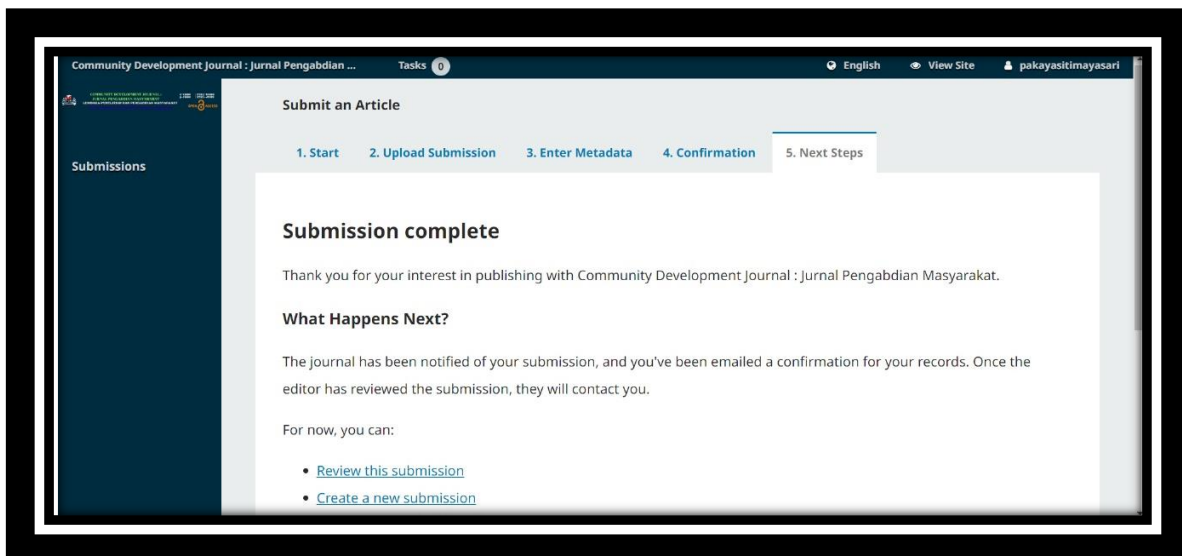 Community Development Journal : Jurnal Pengabdian ...
Tasks 0
English
View Site
pakayasitimayasari
Submissions
Submit an Article
1. Start
2. Upload Submission
3. Enter Metadata
4. Confirmation
5. Next Steps
Submission complete
Thank you for your interest in publishing with Community Development Journal : Jurnal Pengabdian Masyarakat.
What Happens Next?
The journal has been notified of your submission, and you've been emailed a confirmation for your records. Once the
editor has reviewed the submission, they will contact you.
For now, you can:
• Review this submission
• Create a new submission